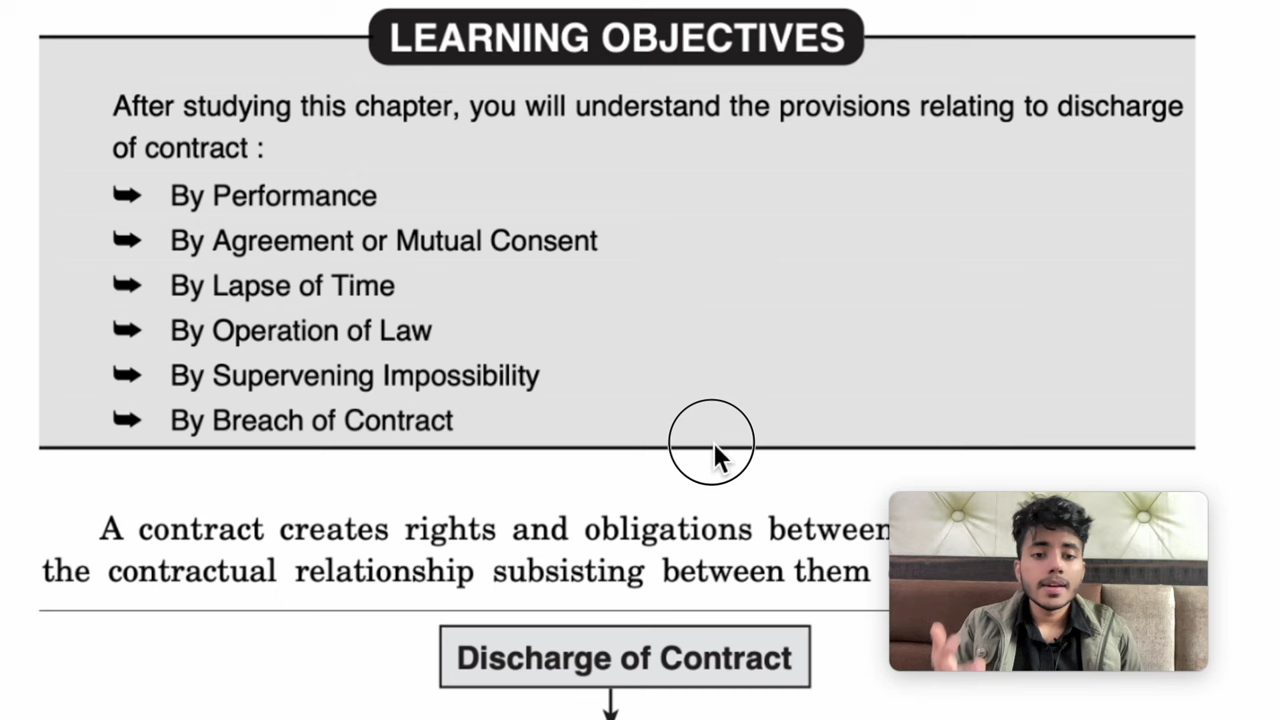 LEARNING OBJECTIVES
After studying this chapter, you will understand the provisions relating to discharge
of contract :
By Performance
By Agreement or Mutual Consent
By Lapse of Time
By Operation of Law
By Supervening Impossibility
By Breach of Contract
A contract creates rights and obligations between
the contractual relationship subsisting between them
Discharge of Contract